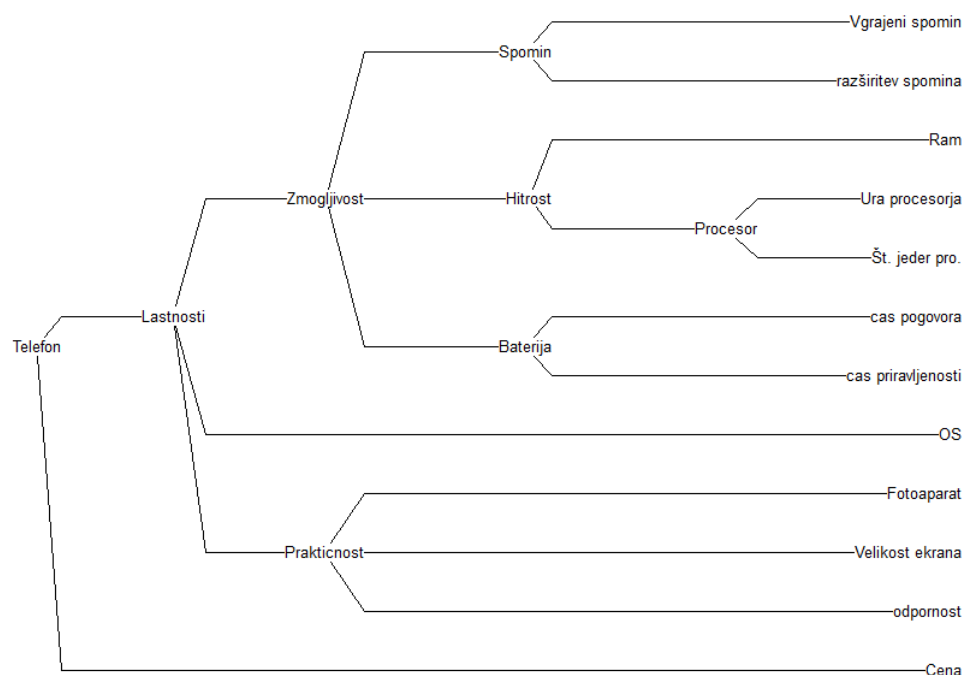 Vgrajeni spomin
Spomin
razširitev spomina
Ram
Zmogljivost
Hitrost
Ura procesorja
Procesor
Št. jeder pro.
Lastnosti
cas pogovora
Telefon
Baterija
cas priravljenosti
OS
Fotoaparat
Prakticnost
Velikost ekrana
odpornost
Cena